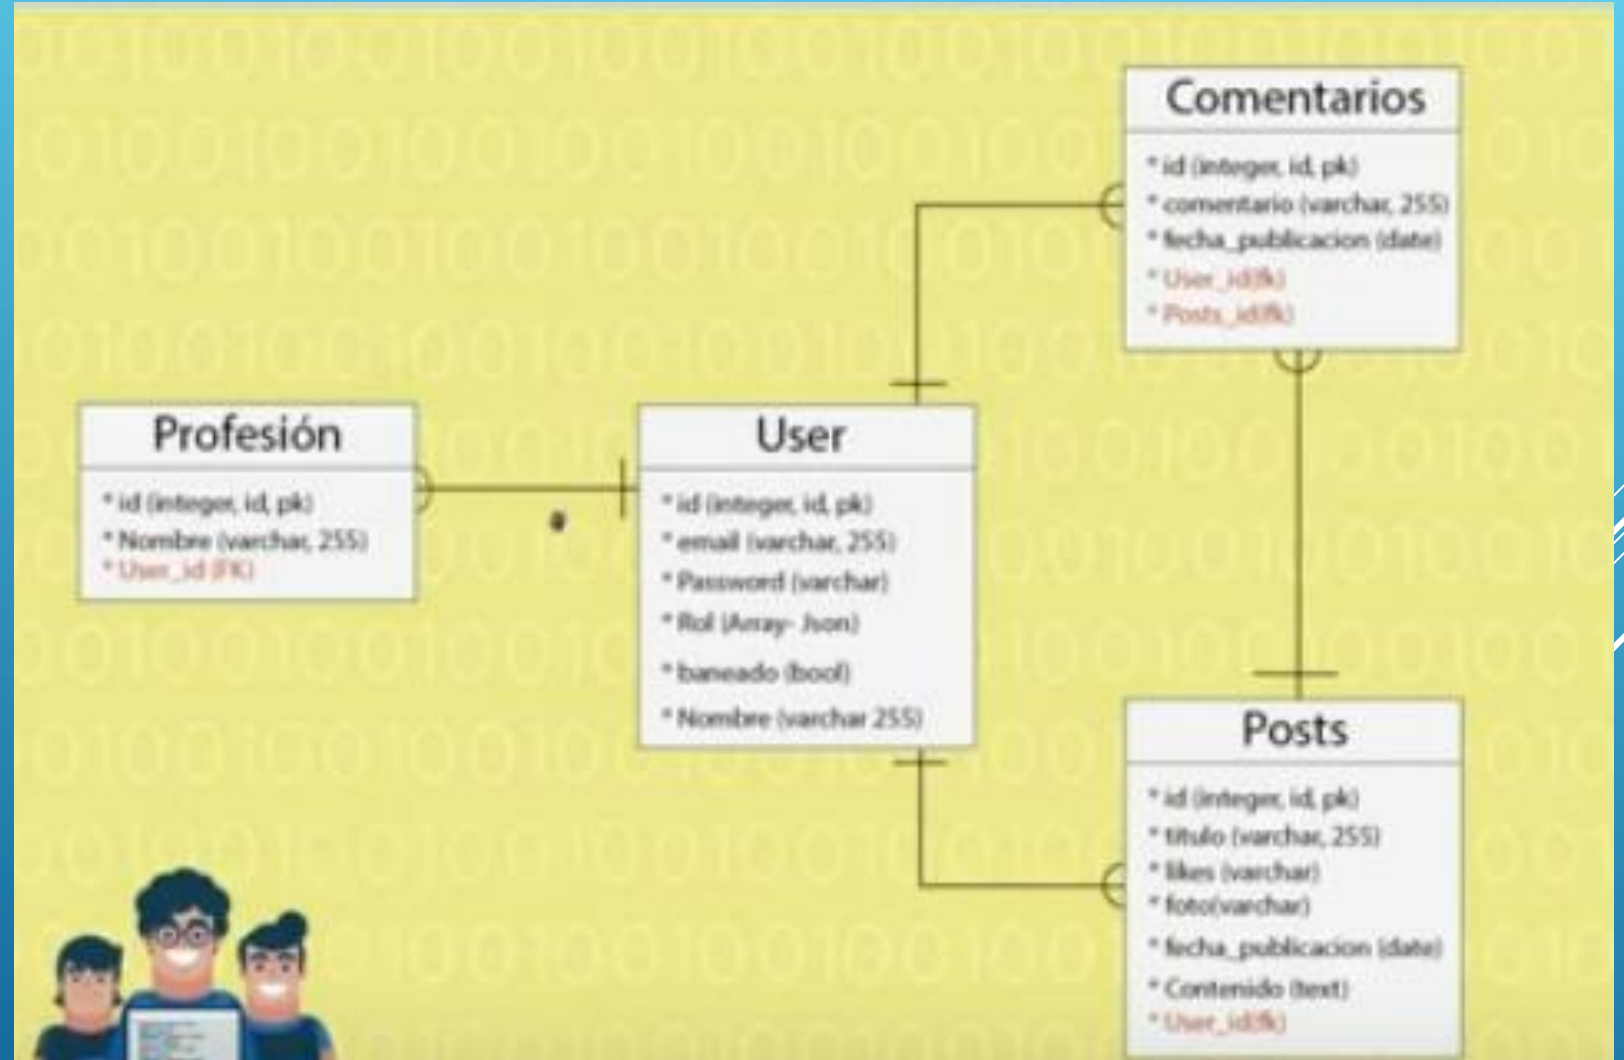 Comentarios
* id (integer, id, pk)
* comentario (varchar, 255)
* fecha_publicacion (date)
* User_id(fk)
* Posts_id(fk)
Profesión
* id (integer, id, pk)
* Nombre (varchar, 255)
* User_id (FK)
User
* id (integer, id, pk)
* email (varchar, 255)
* Password (varchar)
* Rol (Array- Json)
* baneado (bool)
* Nombre (varchar 255)
Posts
* id (integer, id, pk)
* titulo (varchar, 255)
* likes (varchar)
* foto(varchar)
* fecha_publicacion (date)
* Contenido (text)
* User_id(fk)